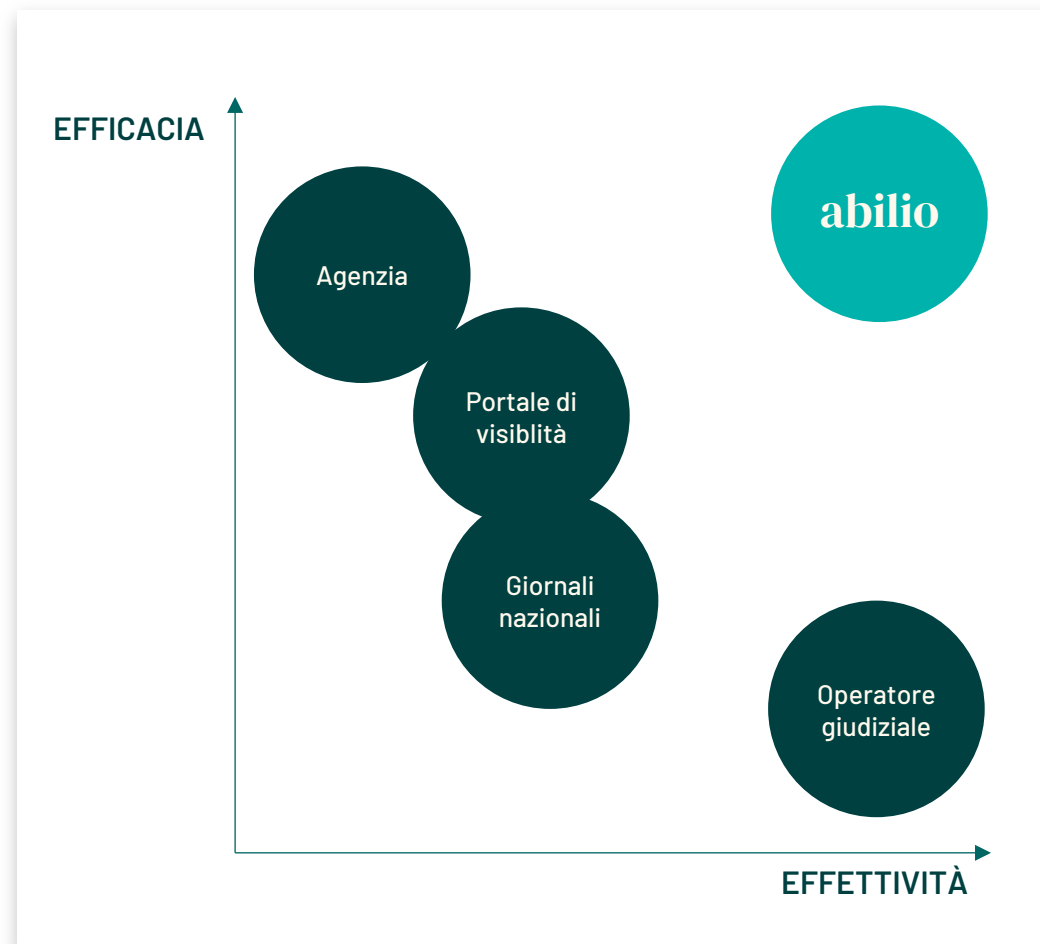 EFFICACIA
abilio
Agenzia
Portale di
visiblità
Giornali
nazionali
Operatore
giudiziale
EFFETTIVITÀ